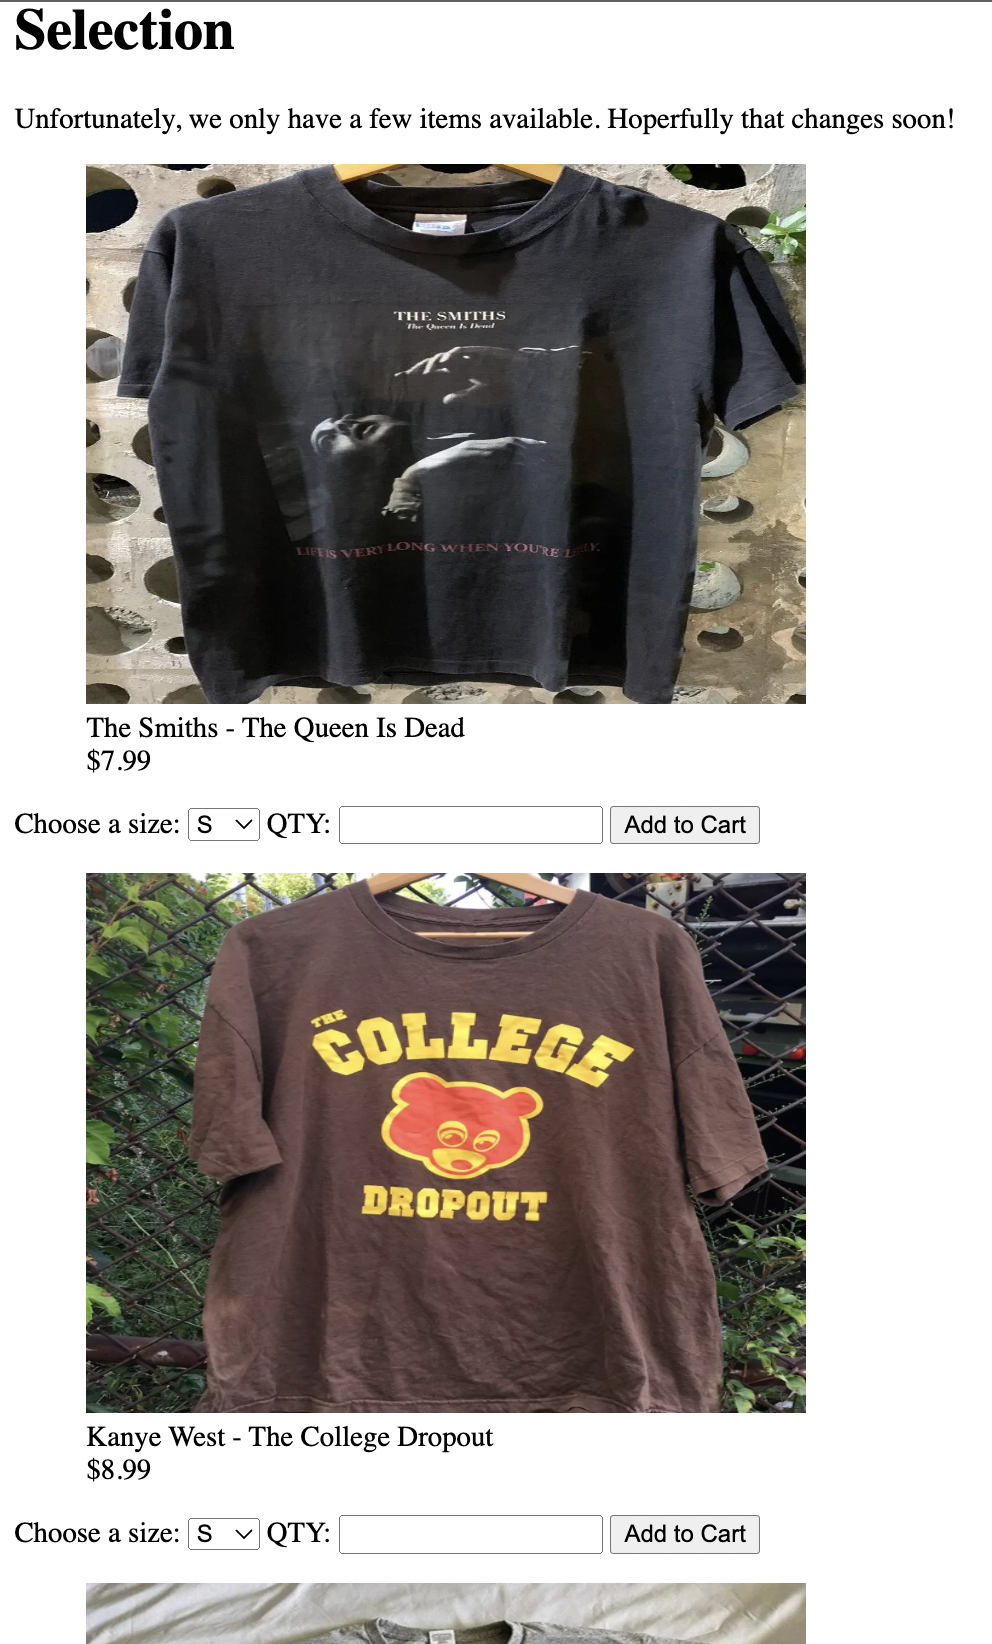 Selection
Unfortunately, we only have a few items available. Hoperfully that changes soon!
THE SMITHS
The Queen Is Dead
LIFE IS VERY LONG WHEN YOU'RE
The Smiths - The Queen Is Dead
$7.99
Choose a size: S QTY: Add to Cart
THE
COLLEGE
DROPOUT
Kanye West - The College Dropout
$8.99
Choose a size: S QTY: Add to Cart